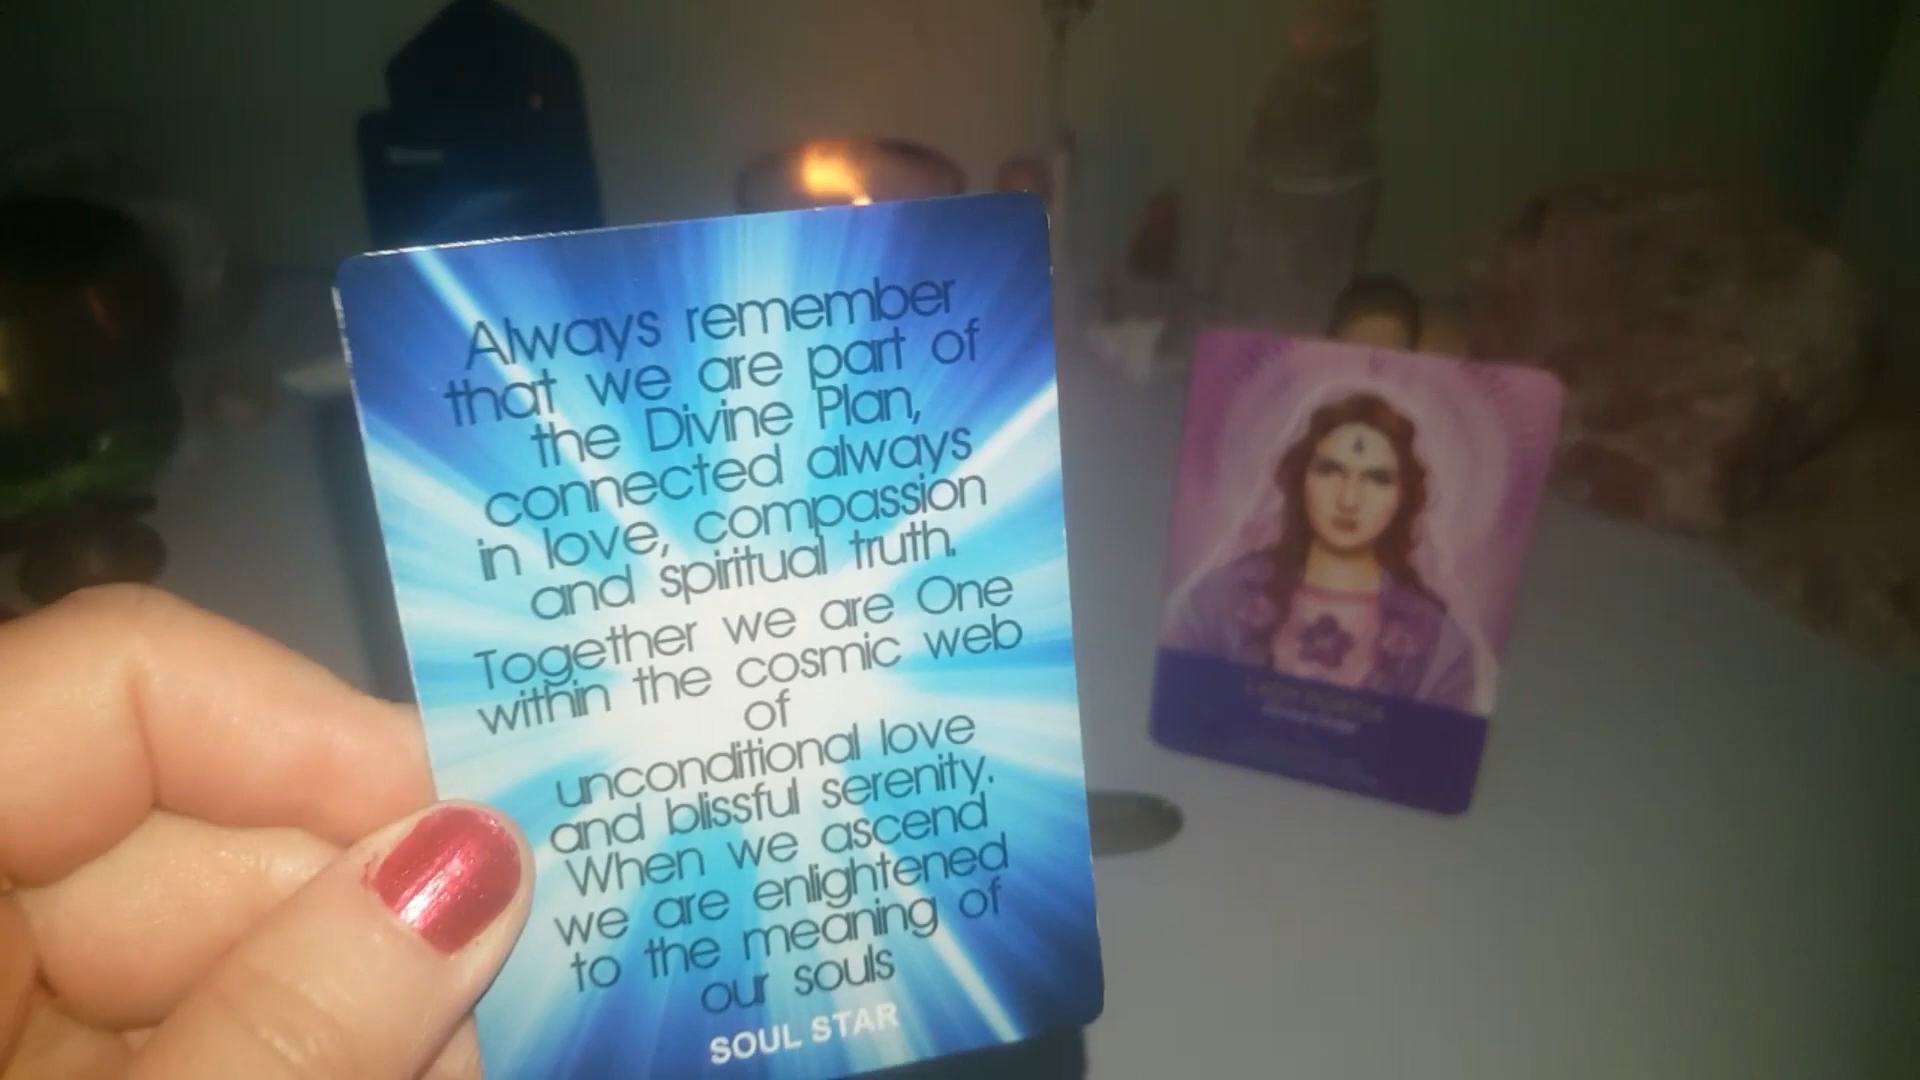 Always remember
that we are part of
the Divine Plan,
connected always
in love, compassion
and spiritual truth.
Together we are One
within the cosmic web
of
unconditional love
and blissful serenity.
When we ascend
we are enlightened
to the meaning of
our souls
SOUL STAR